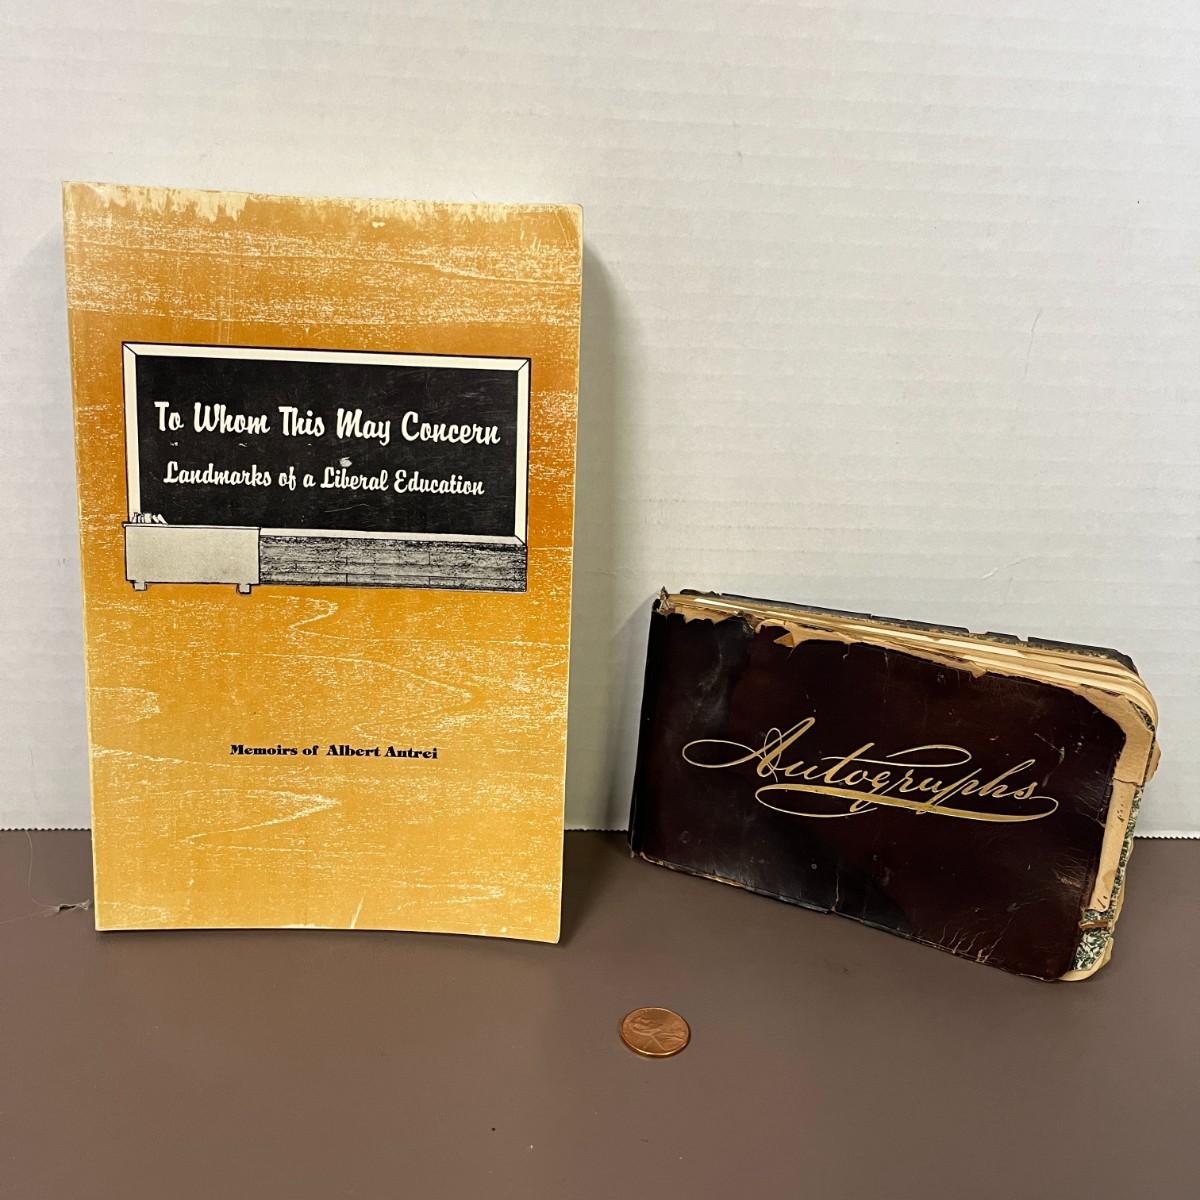 To Whom This May Concern
Landmarks of a Liberal Education
Memoirs of Albert Antrei
Autographs